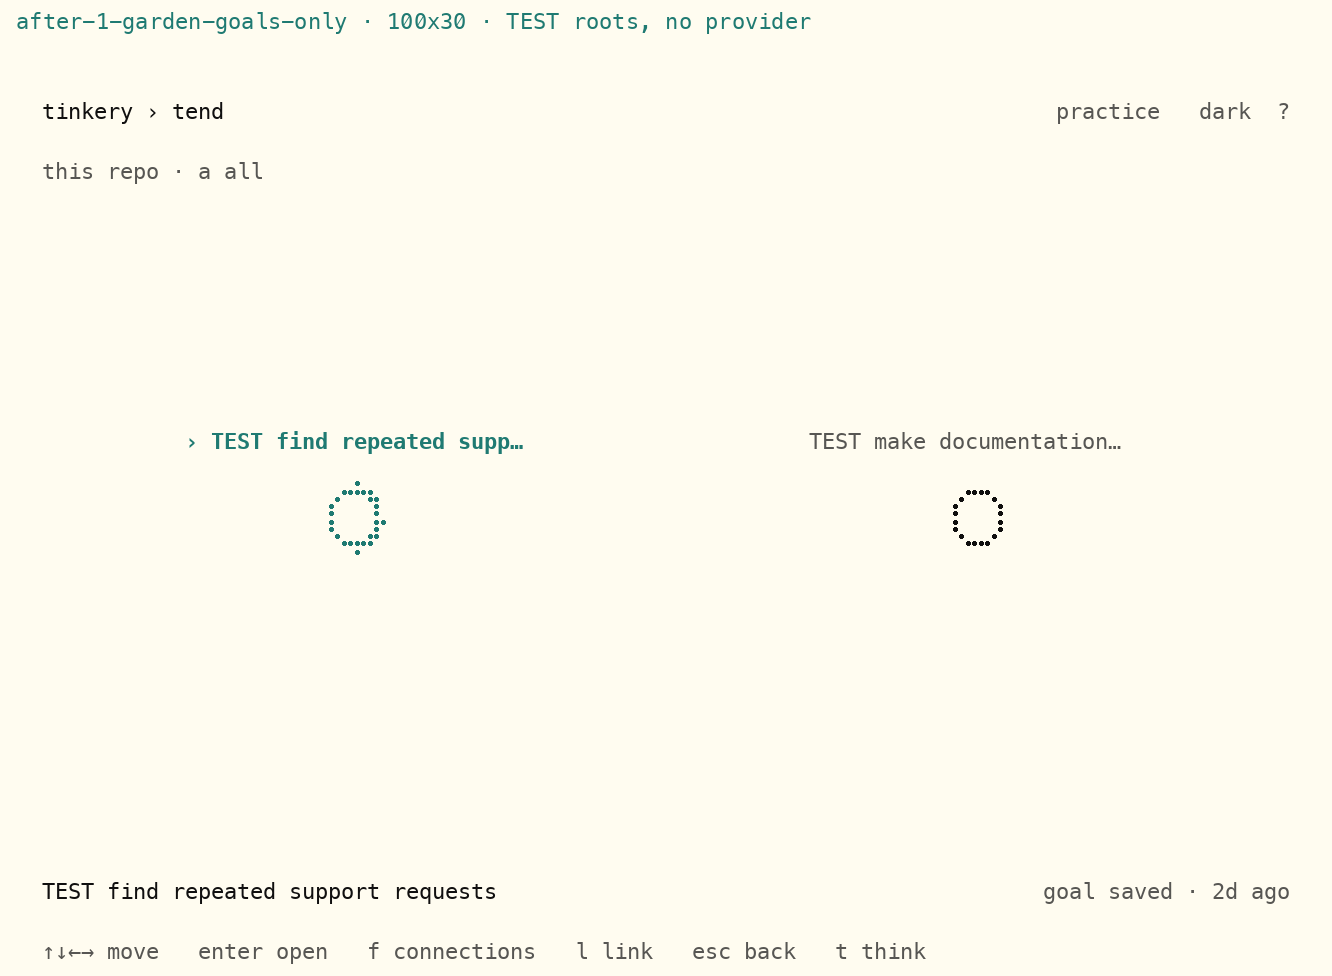 after-1-garden-goals-only · 100x30 · TEST roots, no provider
tinkery › tend practice dark ?
this repo · a all
› TEST find repeated supp… TEST make documentation…
TEST find repeated support requests goal saved · 2d ago
↑↓←→ move enter open f connections l link esc back t think